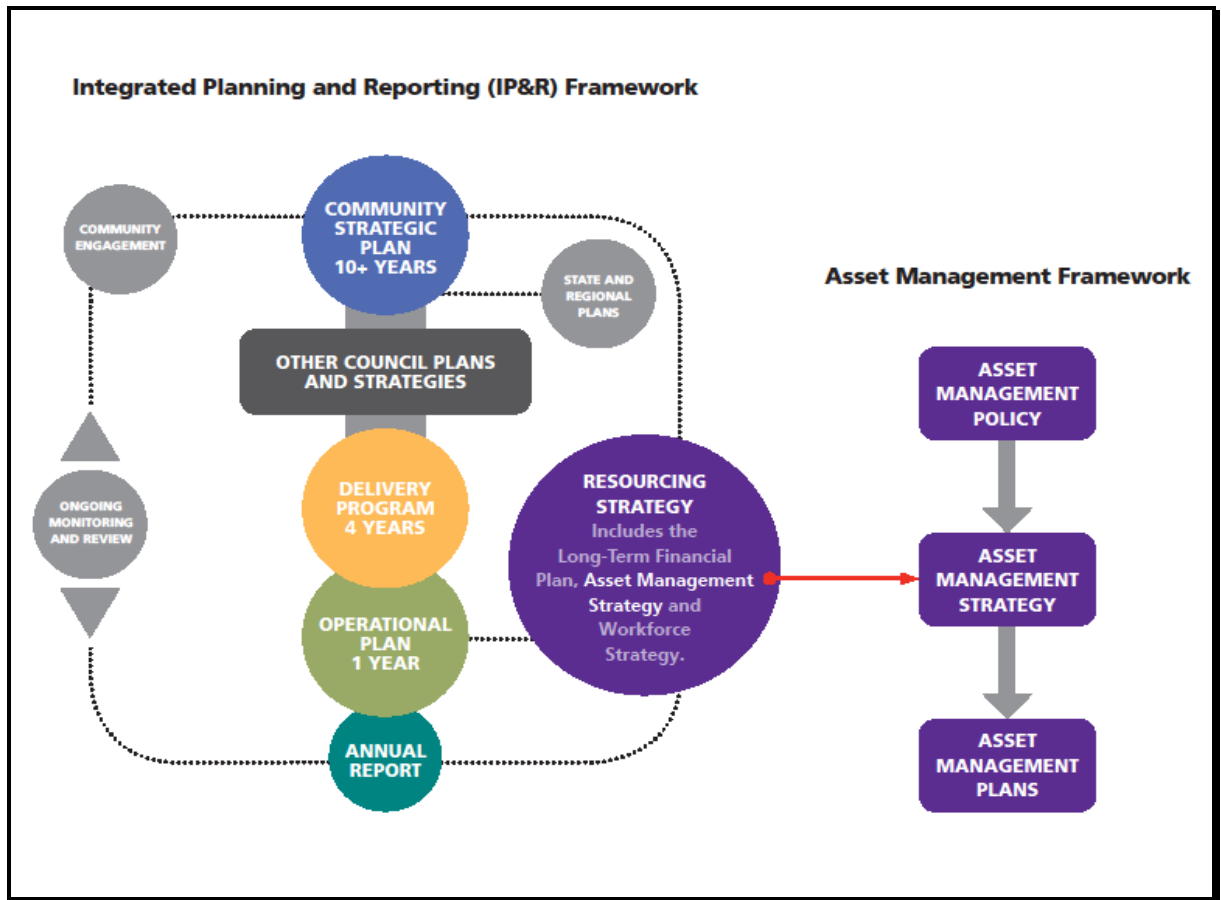 Integrated Planning and Reporting (IP&R) Framework
COMMUNITY
ENGAGEMENT
COMMUNITY
STRATEGIC
PLAN
10+ YEARS
STATE AND
REGIONAL
PLANS
OTHER COUNCIL PLANS
AND STRATEGIES
DELIVERY
PROGRAM
4 YEARS
ONGOING
MONITORING
AND REVIEW
RESOURCING
STRATEGY
Includes the
Long-Term Financial
Plan, Asset Management
Strategy and
Workforce
Strategy.
OPERATIONAL
PLAN
1 YEAR
ANNUAL
REPORT
Asset Management Framework
ASSET
MANAGEMENT
POLICY
ASSET
MANAGEMENT
STRATEGY
ASSET
MANAGEMENT
PLANS